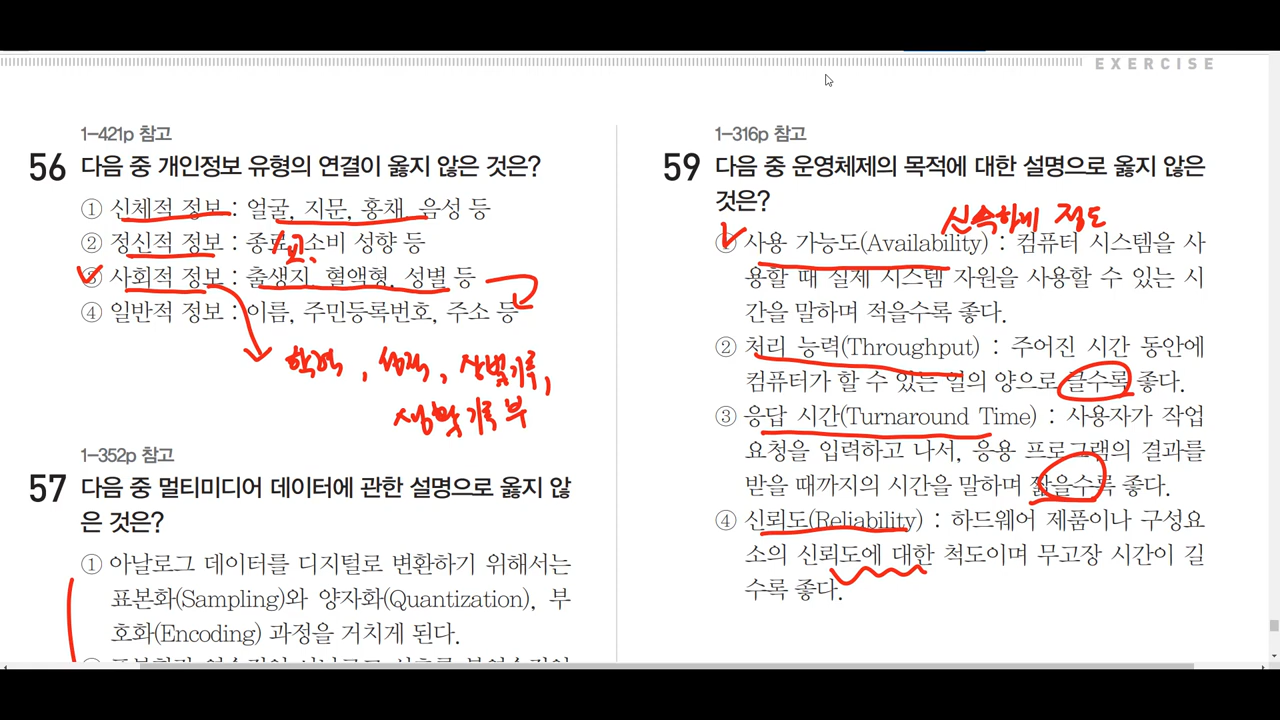 EXERCISE
1-421p 참고
56 다음 중 개인정보 유형의 연결이 옳지 않은 것은?
① 신체적 정보 : 얼굴, 지문, 홍채, 음성 등
② 정신적 정보 : 종교, 소비 성향 등
③ 사회적 정보 : 출생지, 혈액형, 성별 등
④ 일반적 정보 : 이름, 주민등록번호, 주소 등
학력, 성적, 상벌기록,
생활기록부
1-352p 참고
57 다음 중 멀티미디어 데이터에 관한 설명으로 옳지 않
은 것은?
① 아날로그 데이터를 디지털로 변환하기 위해서는
표본화(Sampling)와 양자화(Quantization), 부
호화(Encoding) 과정을 거치게 된다.
1-316p 참고
59 다음 중 운영체제의 목적에 대한 설명으로 옳지 않은
것은?
신속하게 정도
① 사용 가능도(Availability) : 컴퓨터 시스템을 사
용할 때 실제 시스템 자원을 사용할 수 있는 시
간을 말하며 적을수록 좋다.
② 처리 능력(Throughput) : 주어진 시간 동안에
컴퓨터가 할 수 있는 일의 양으로 클수록 좋다.
③ 응답 시간(Turnaround Time) : 사용자가 작업
요청을 입력하고 나서, 응용 프로그램의 결과를
받을 때까지의 시간을 말하며 짧을수록 좋다.
④ 신뢰도(Reliability) : 하드웨어 제품이나 구성요
소의 신뢰도에 대한 척도이며 무고장 시간이 길
수록 좋다.